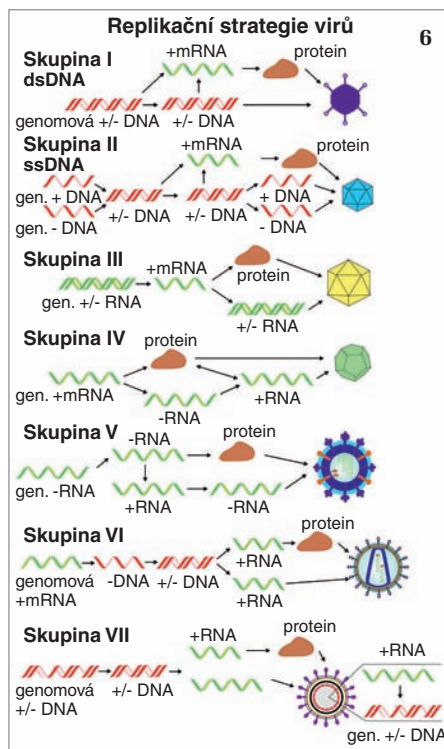 Replikační strategie virů
6
Skupina I
dsDNA
+mRNA
protein
genomová +/- DNA
+/- DNA
Skupina II
ssDNA
+mRNA
protein
gen. + DNA
gen. - DNA
+/- DNA
+/- DNA
+ DNA
- DNA
Skupina III
+mRNA
protein
gen. +/- RNA
+/- RNA
Skupina IV
protein
gen. +mRNA
-RNA
+RNA
Skupina V
-RNA
protein
gen. -RNA
+RNA
-RNA
Skupina VI
protein
+RNA
genomová
+mRNA
-DNA
+/- DNA
+RNA
Skupina VII
+RNA
protein
genomová
+/- DNA
+/- DNA
+RNA
gen. +/- DNA